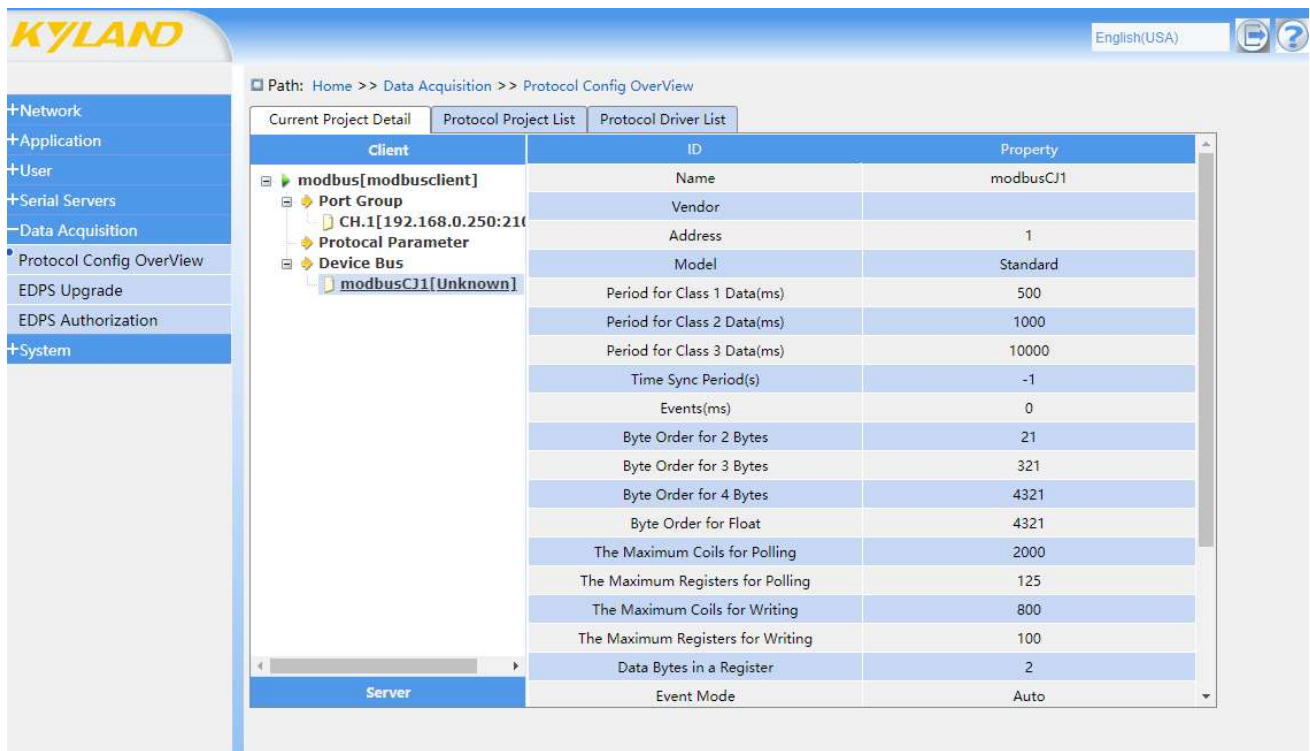 KYLAND
English(USA)
Path: Home >> Data Acquisition >> Protocol Config OverView
+Network
+Application
+User
+Serial Servers
−Data Acquisition
Protocol Config OverView
EDPS Upgrade
EDPS Authorization
+System
Current Project Detail Protocol Project List Protocol Driver List
Client
modbus[modbusclient]
Port Group
CH.1[192.168.0.250:210
Protocal Parameter
Device Bus
modbusCJ1[Unknown]
Server
ID Property
Name modbusCJ1
Vendor
Address 1
Model Standard
Period for Class 1 Data(ms) 500
Period for Class 2 Data(ms) 1000
Period for Class 3 Data(ms) 10000
Time Sync Period(s) -1
Events(ms) 0
Byte Order for 2 Bytes 21
Byte Order for 3 Bytes 321
Byte Order for 4 Bytes 4321
Byte Order for Float 4321
The Maximum Coils for Polling 2000
The Maximum Registers for Polling 125
The Maximum Coils for Writing 800
The Maximum Registers for Writing 100
Data Bytes in a Register 2
Event Mode Auto